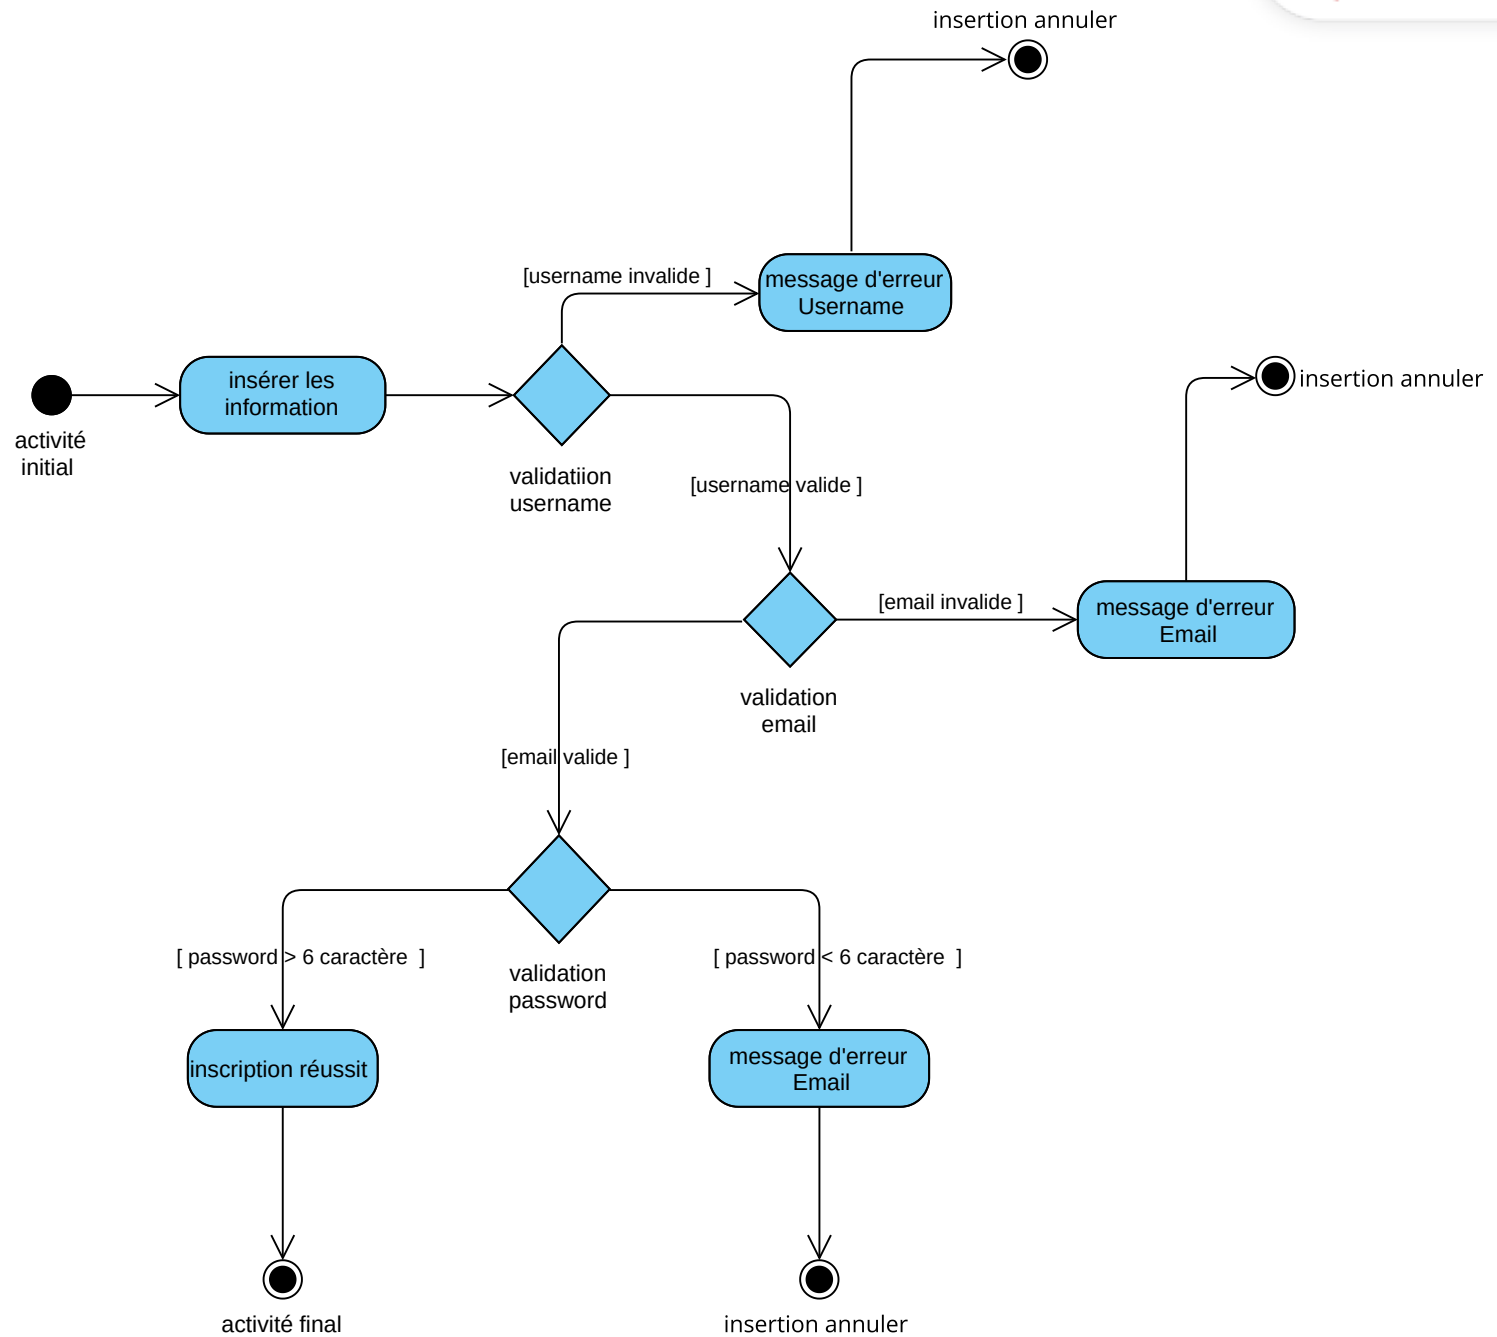 insertion annuler
[username invalide ]
message d'erreur
Username
insérer les
information
insertion annuler
activité
initial
validatiion
username
[username valide ]
[email invalide ]
message d'erreur
Email
validation
email
[email valide ]
[ password > 6 caractère  ]
[ password < 6 caractère  ]
validation
password
inscription réussit
message d'erreur
Email
activité final
insertion annuler